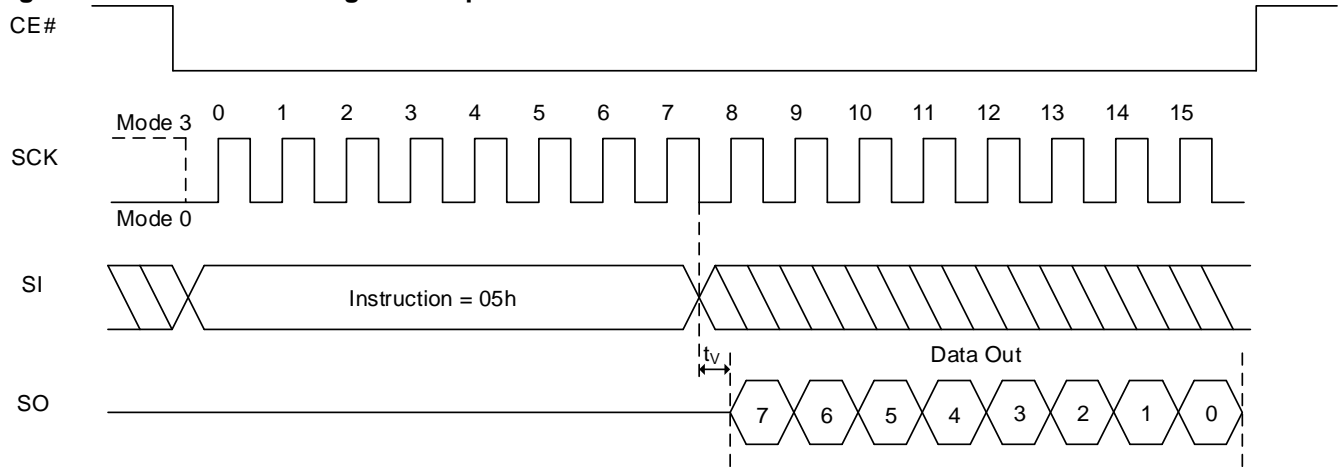 CE#
0 1 2 3 4 5 6 7 8 9 10 11 12 13 14 15
Mode 3
SCK
Mode 0
SI
Instruction = 05h
tV
Data Out
SO
7 6 5 4 3 2 1 0